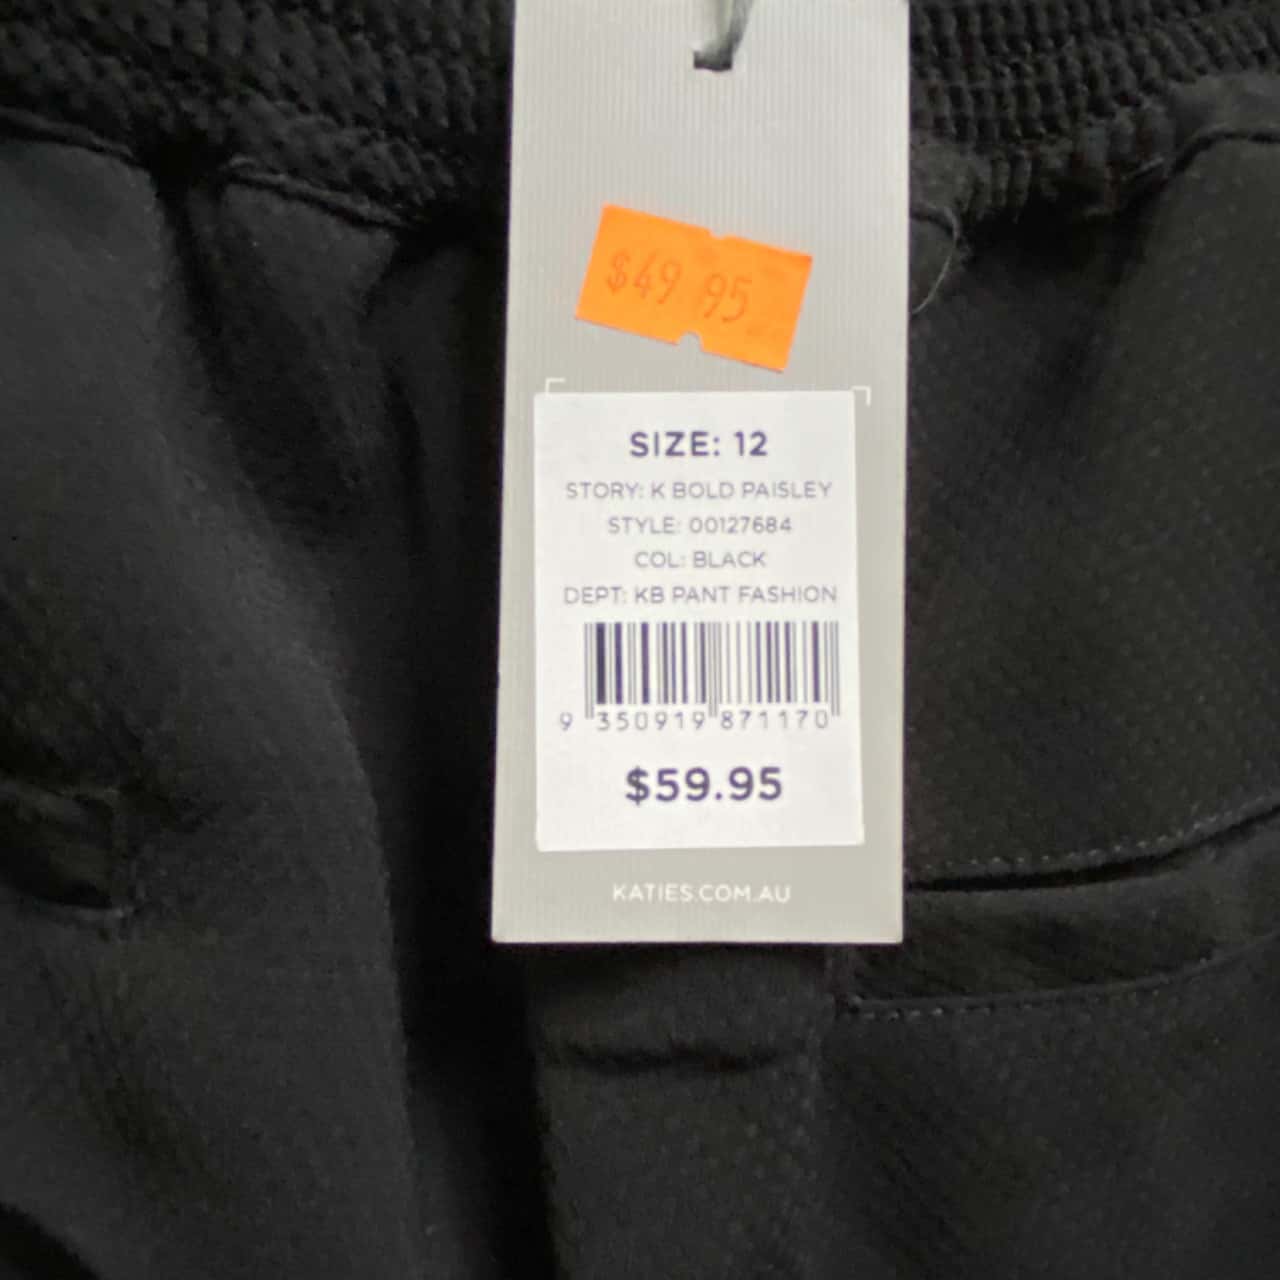 $49 95
SIZE: 12
STORY: K BOLD PAISLEY
STYLE: 00127684
COL: BLACK
DEPT: KB PANT FASHION
9 350919 871170
$59.95
KATIES.COM.AU